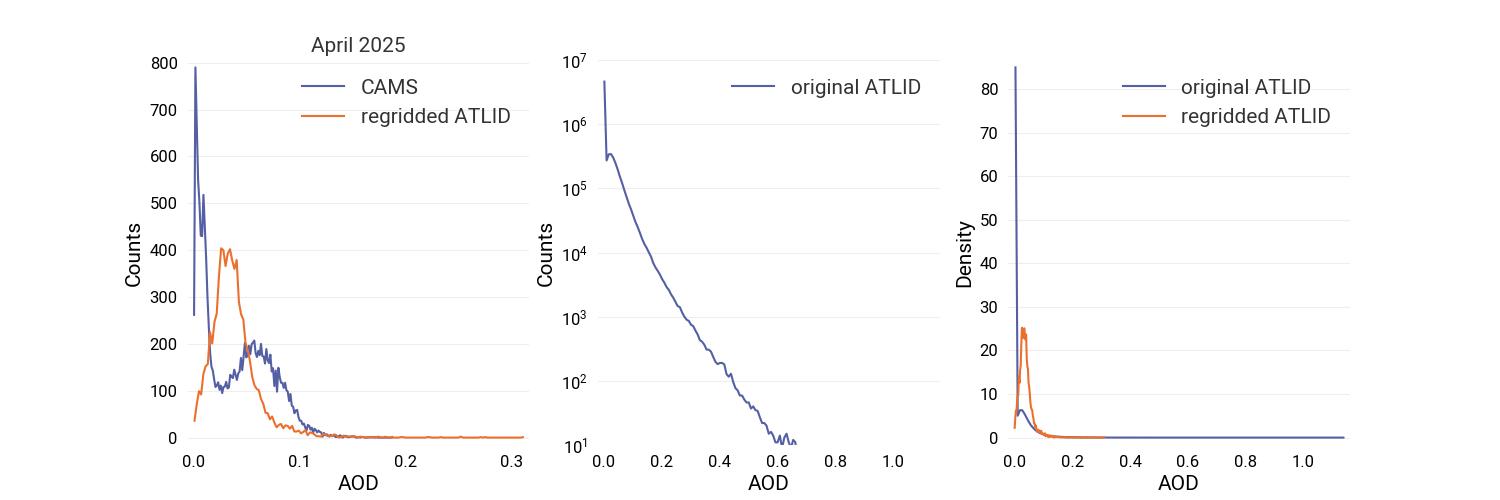 April 2025
800
700
600
500
400
300
200
100
0
Counts
CAMS
regridded ATLID
0.0 0.1 0.2 0.3
AOD
10⁷
10⁶
10⁵
10⁴
10³
10²
10¹
Counts
original ATLID
0.0 0.2 0.4 0.6 0.8 1.0
AOD
80
70
60
50
40
30
20
10
0
Density
original ATLID
regridded ATLID
0.0 0.2 0.4 0.6 0.8 1.0
AOD